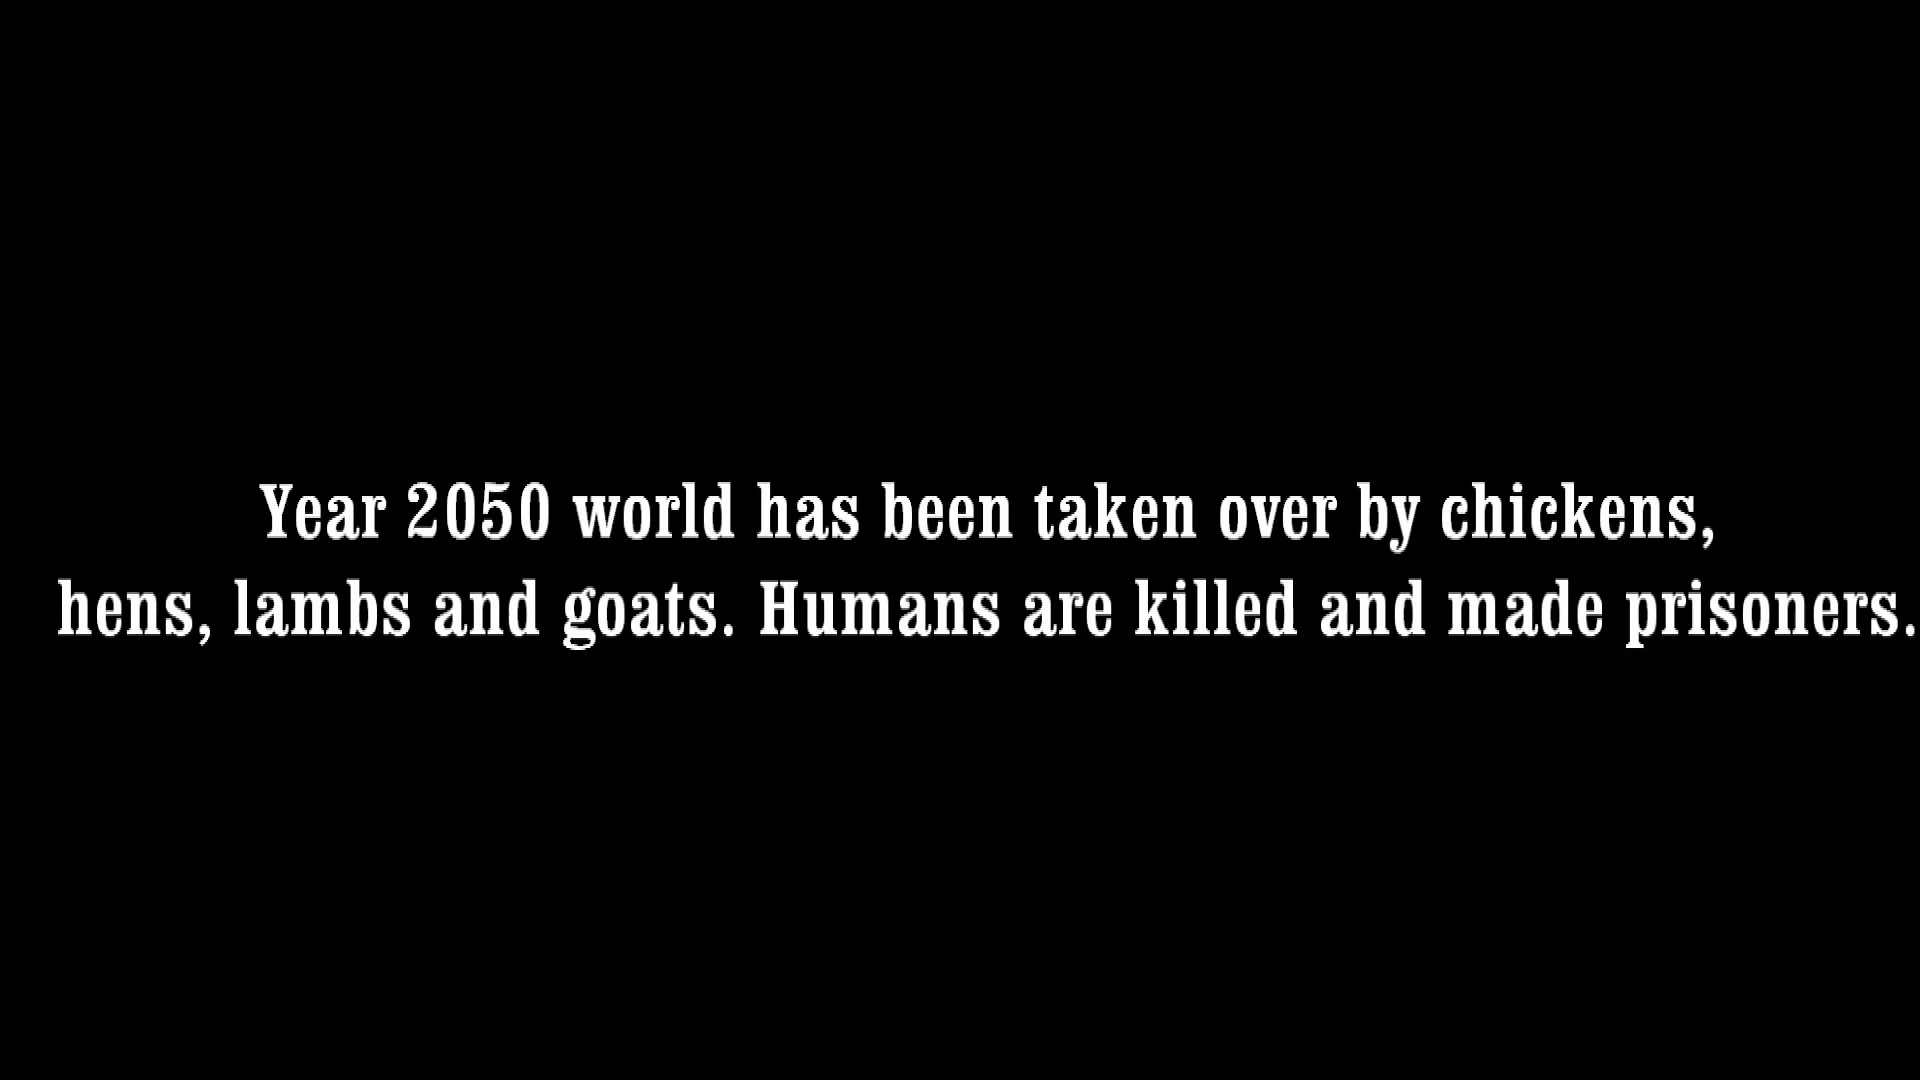 Year 2050 world has been taken over by chickens,
hens, lambs and goats. Humans are killed and made prisoners.